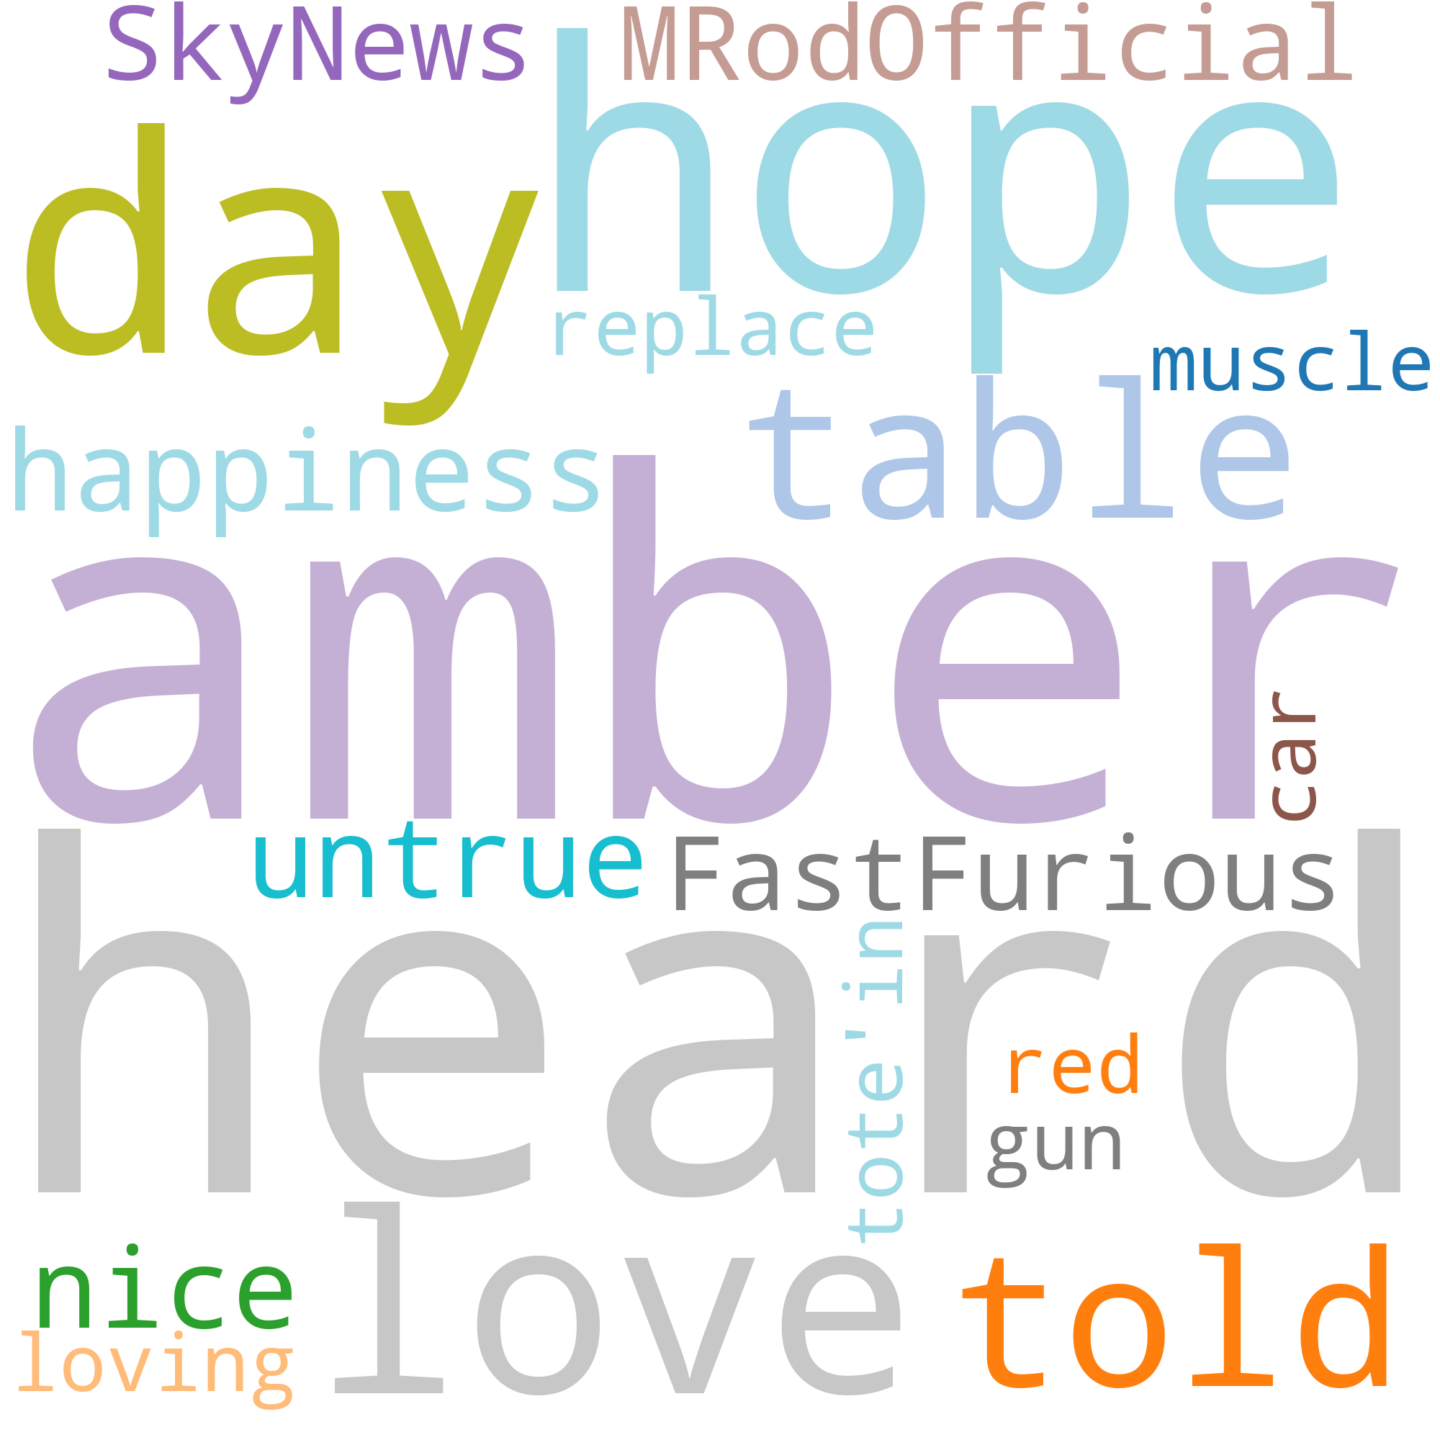 SkyNews MRodOfficial
day hope
replace
muscle
happiness table
amber
car
untrue FastFurious
heard
tote'in
red
gun
nice love told
loving